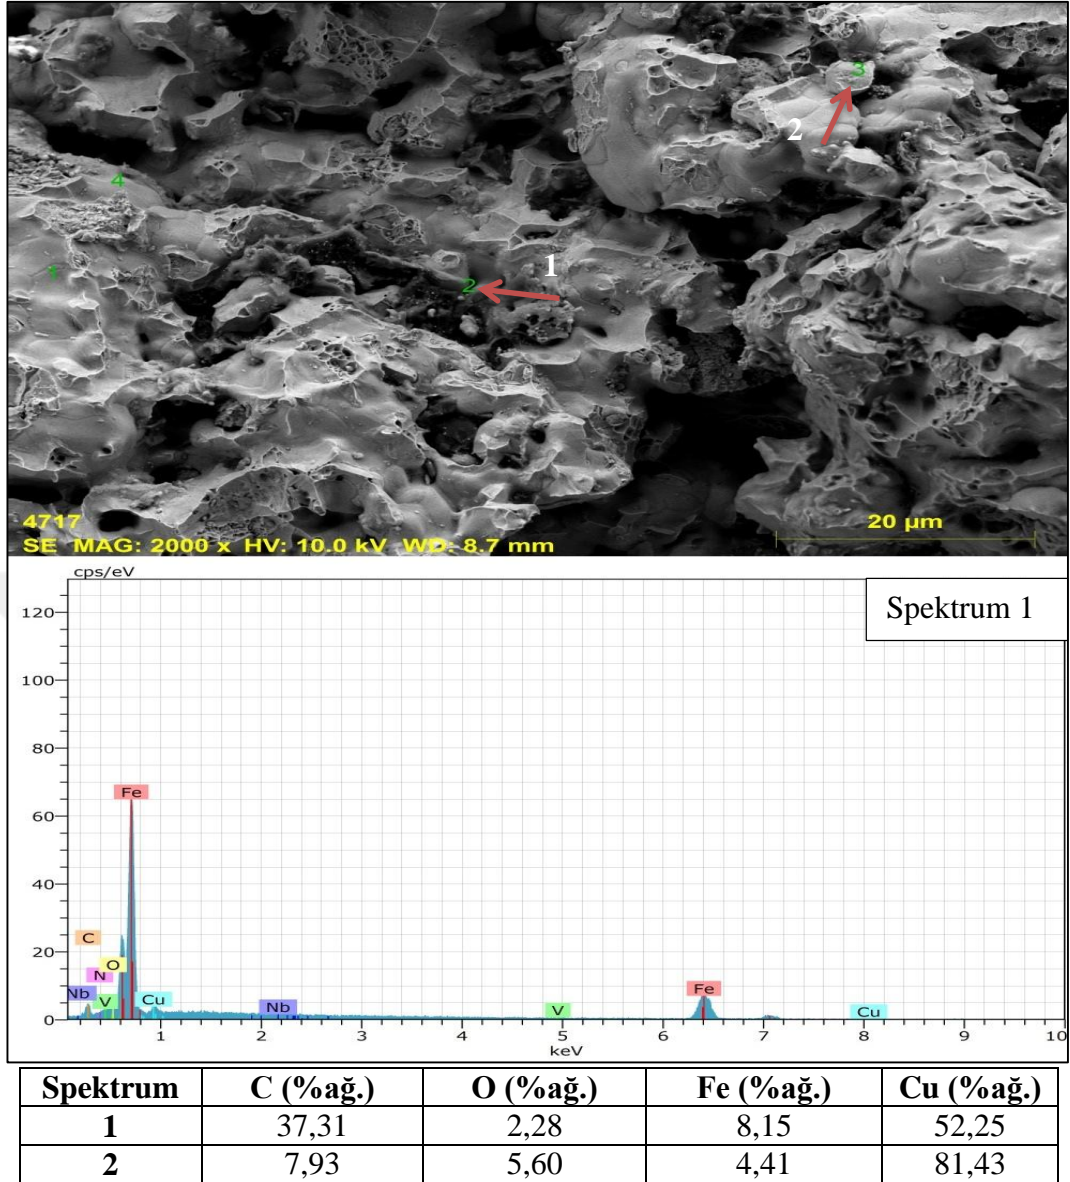 3
2
4
1
1
2
4717
20 µm
SE MAG: 2000 x HV: 10.0 kV WD: 8.7 mm
cps/eV
Spektrum 1
120
100
80
60
40
20
0
Fe
C
N
O
Nb
V
Cu
Nb
V
Fe
Cu
1 2 3 4 5 6 7 8 9 10
keV
Spektrum C (%ağ.) O (%ağ.) Fe (%ağ.) Cu (%ağ.)
1 37,31 2,28 8,15 52,25
2 7,93 5,60 4,41 81,43